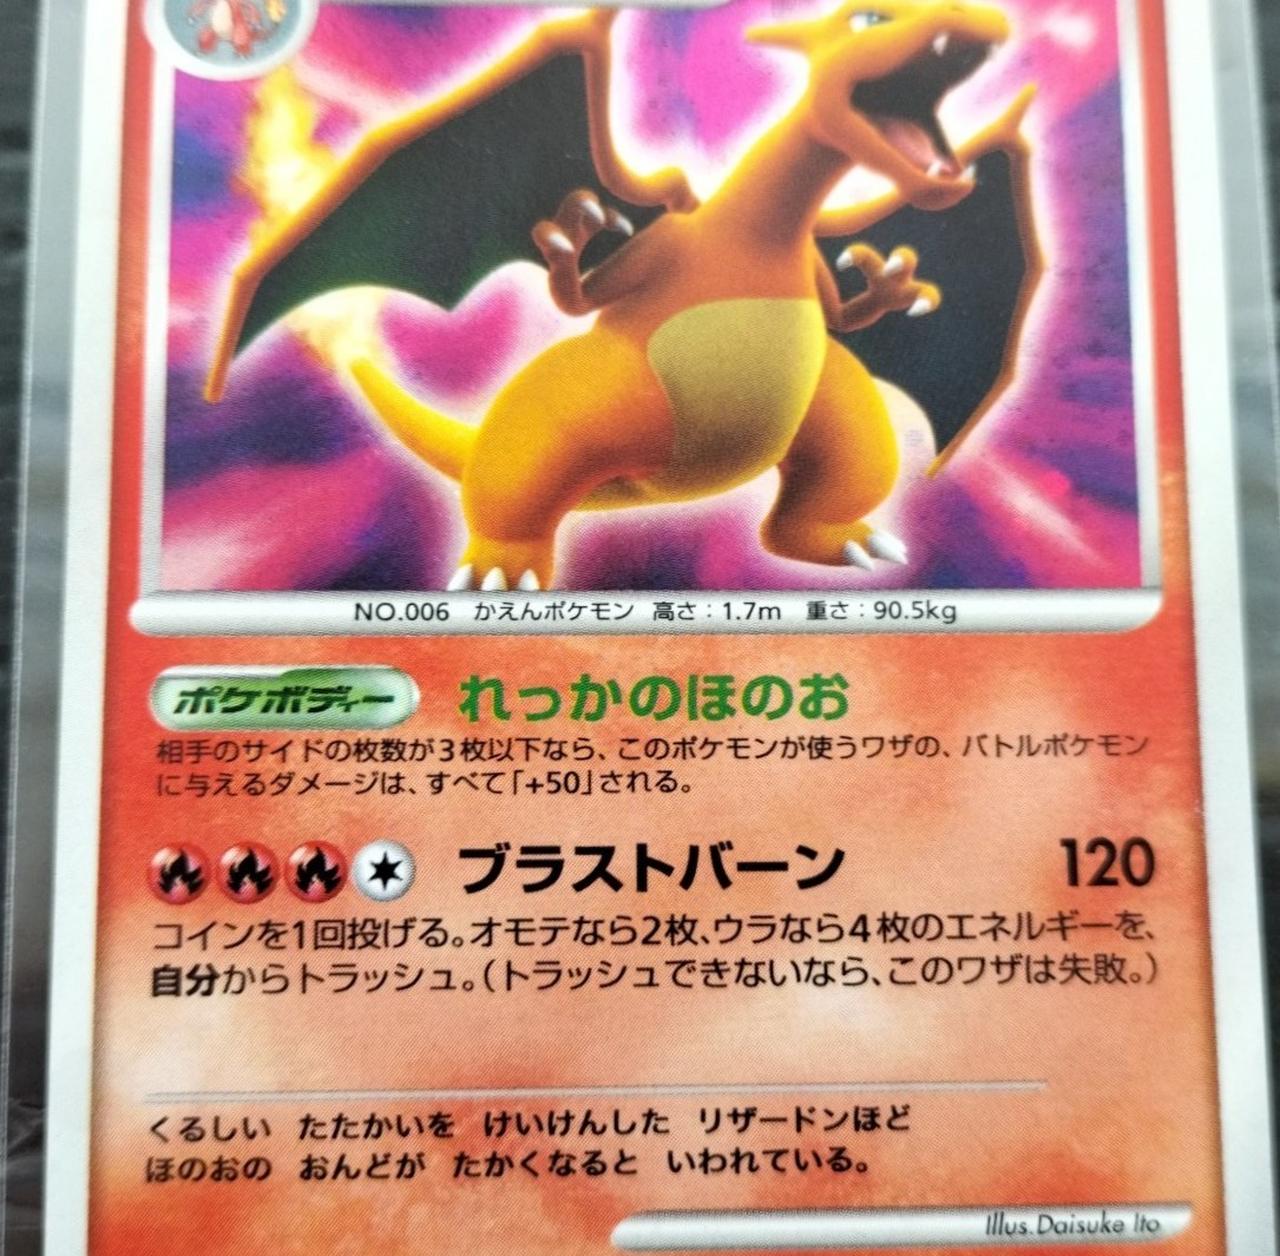 NO.006 かえんポケモン 高さ：1.7m 重さ：90.5kg
ポケボディー れっかのほのお
相手のサイドの枚数が3枚以下なら、このポケモンが使うワザの、バトルポケモン
に与えるダメージは、すべて「+50」される。
ブラストバーン 120
コインを1回投げる。オモテなら2枚、ウラなら4枚のエネルギーを、
自分からトラッシュ。（トラッシュできないなら、このワザは失敗。）
くるしい たたかいを けいけんした リザードンほど
ほのおの おんどが たかくなると いわれている。
Illus.Daisuke Ito